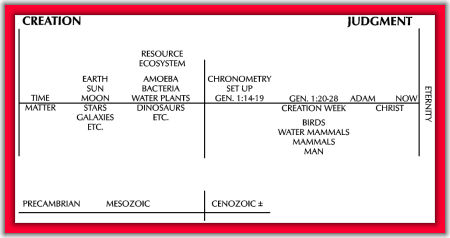 CREATION JUDGMENT
RESOURCE
ECOSYSTEM
EARTH AMOEBA CHRONOMETRY
SUN BACTERIA SET UP
TIME MOON WATER PLANTS GEN. 1:14-19 GEN. 1:20-28 ADAM NOW
MATTER STARS DINOSAURS CREATION WEEK CHRIST
GALAXIES ETC.
ETC.
BIRDS
WATER MAMMALS
MAMMALS
MAN
ETERNITY
PRECAMBRIAN MESOZOIC CENOZOIC ±